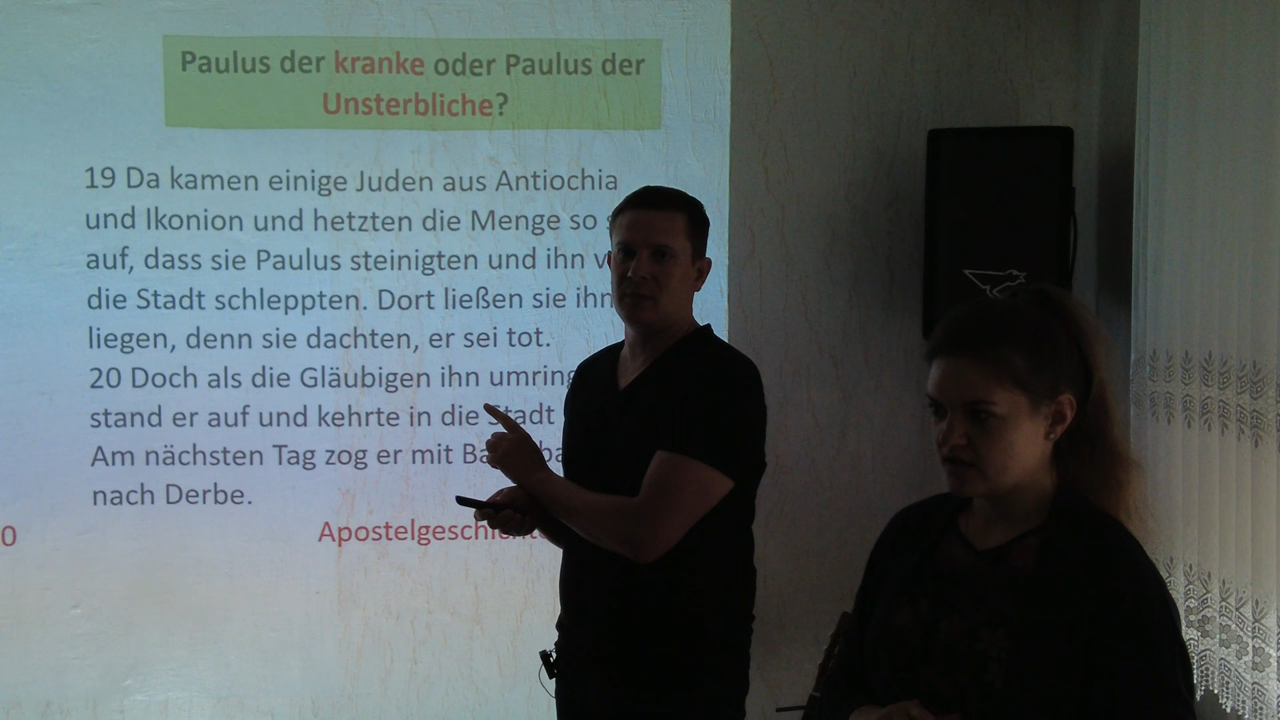 Paulus der kranke oder Paulus der
Unsterbliche?
19 Da kamen einige Juden aus Antiochia
und Ikonion und hetzten die Menge so
auf, dass sie Paulus steinigten und ihn
die Stadt schleppten. Dort ließen sie ihn
liegen, denn sie dachten, er sei tot.
20 Doch als die Gläubigen ihn
stand er auf und kehrte in die Stadt
Am nächsten Tag zog er mit
nach Derbe.
0
Apostelgeschichte